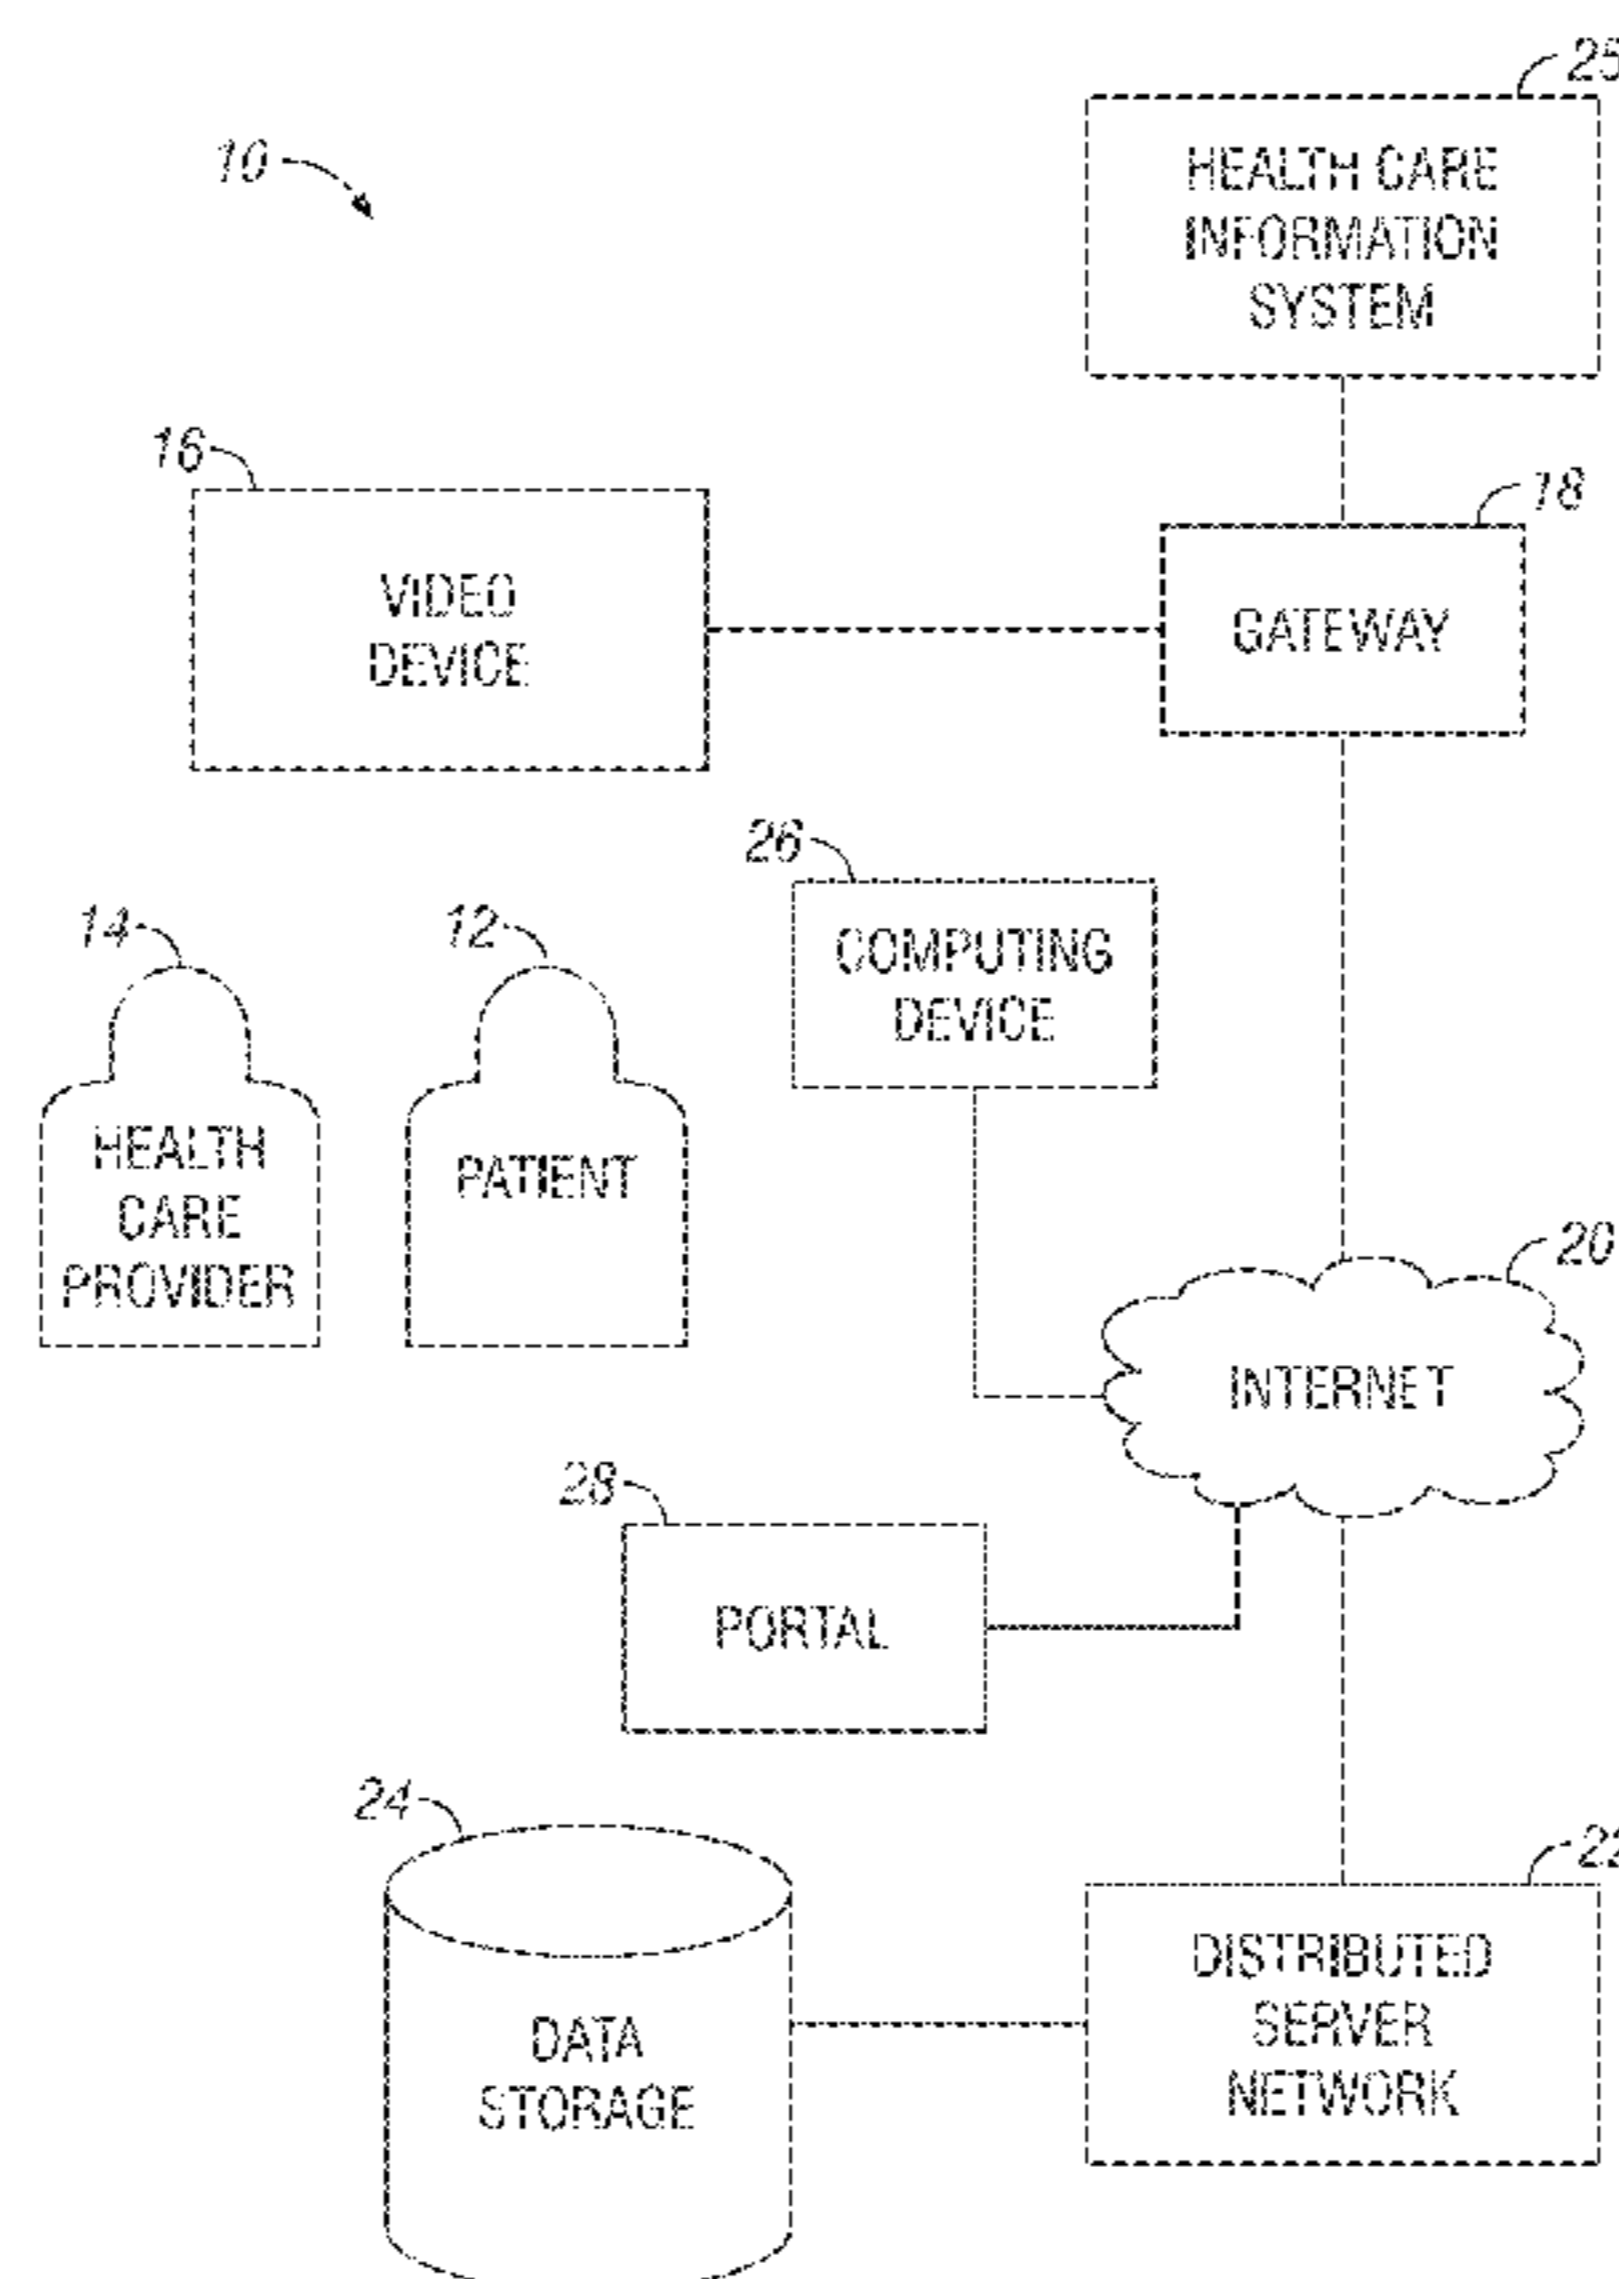 25
10
HEALTH CARE
INFORMATION
SYSTEM
16
18
VIDEO
DEVICE
GATEWAY
26
14
12
COMPUTING
DEVICE
HEALTH
CARE
PROVIDER
PATIENT
20
INTERNET
28
PORTAL
24
22
DISTRIBUTED
SERVER
NETWORK
DATA
STORAGE